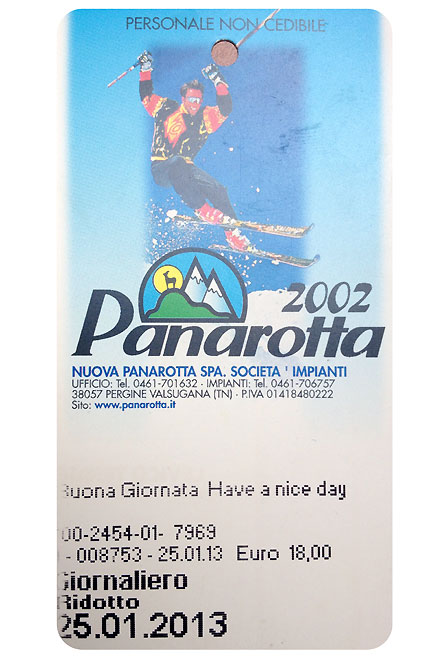 PERSONALE NON CEDIBILE
2002
Panarotta
NUOVA PANAROTTA SPA. SOCIETA ' IMPIANTI
UFFICIO: Tel. 0461-701632 - IMPIANTI: Tel. 0461-706757
38057 PERGINE VALSUGANA (TN) - P.IVA 01418480222
Sito: www.panarotta.it
Buona Giornata Have a nice day
00-2454-01- 7969
- 008753 - 25.01.13 Euro 18,00
Giornaliero
Ridotto
25.01.2013